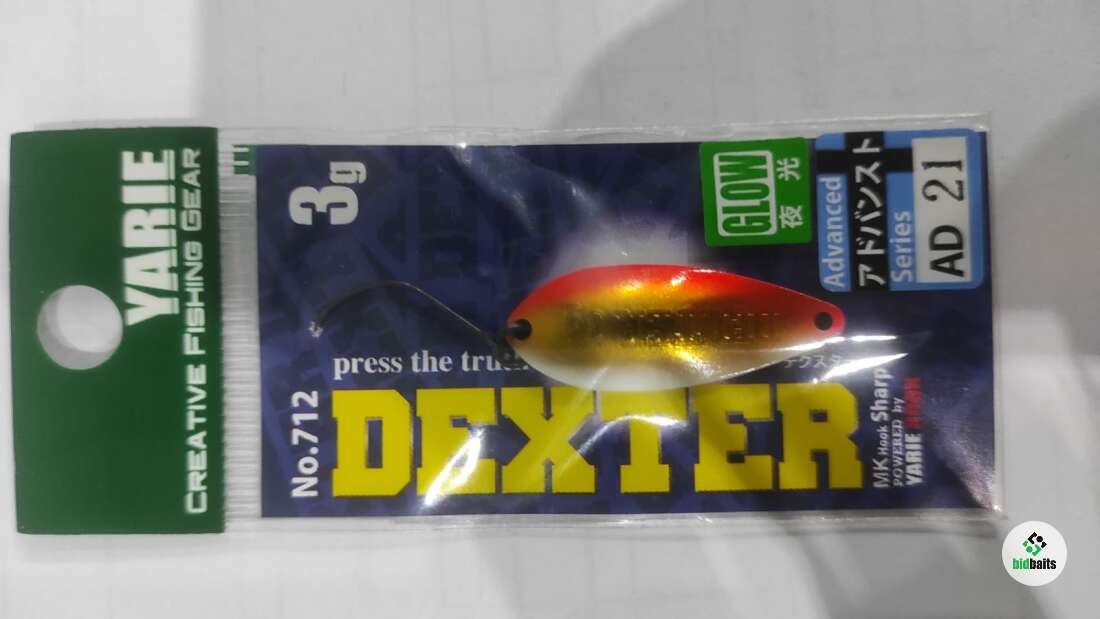 YARIE
CREATIVE FISHING GEAR
3g
GLOW
夜光
Advanced
アドバンスト
Series
AD 21
press the
No.712
DEXTER
MK Hook Sharp
POWERED by
YARIE
bidbaits